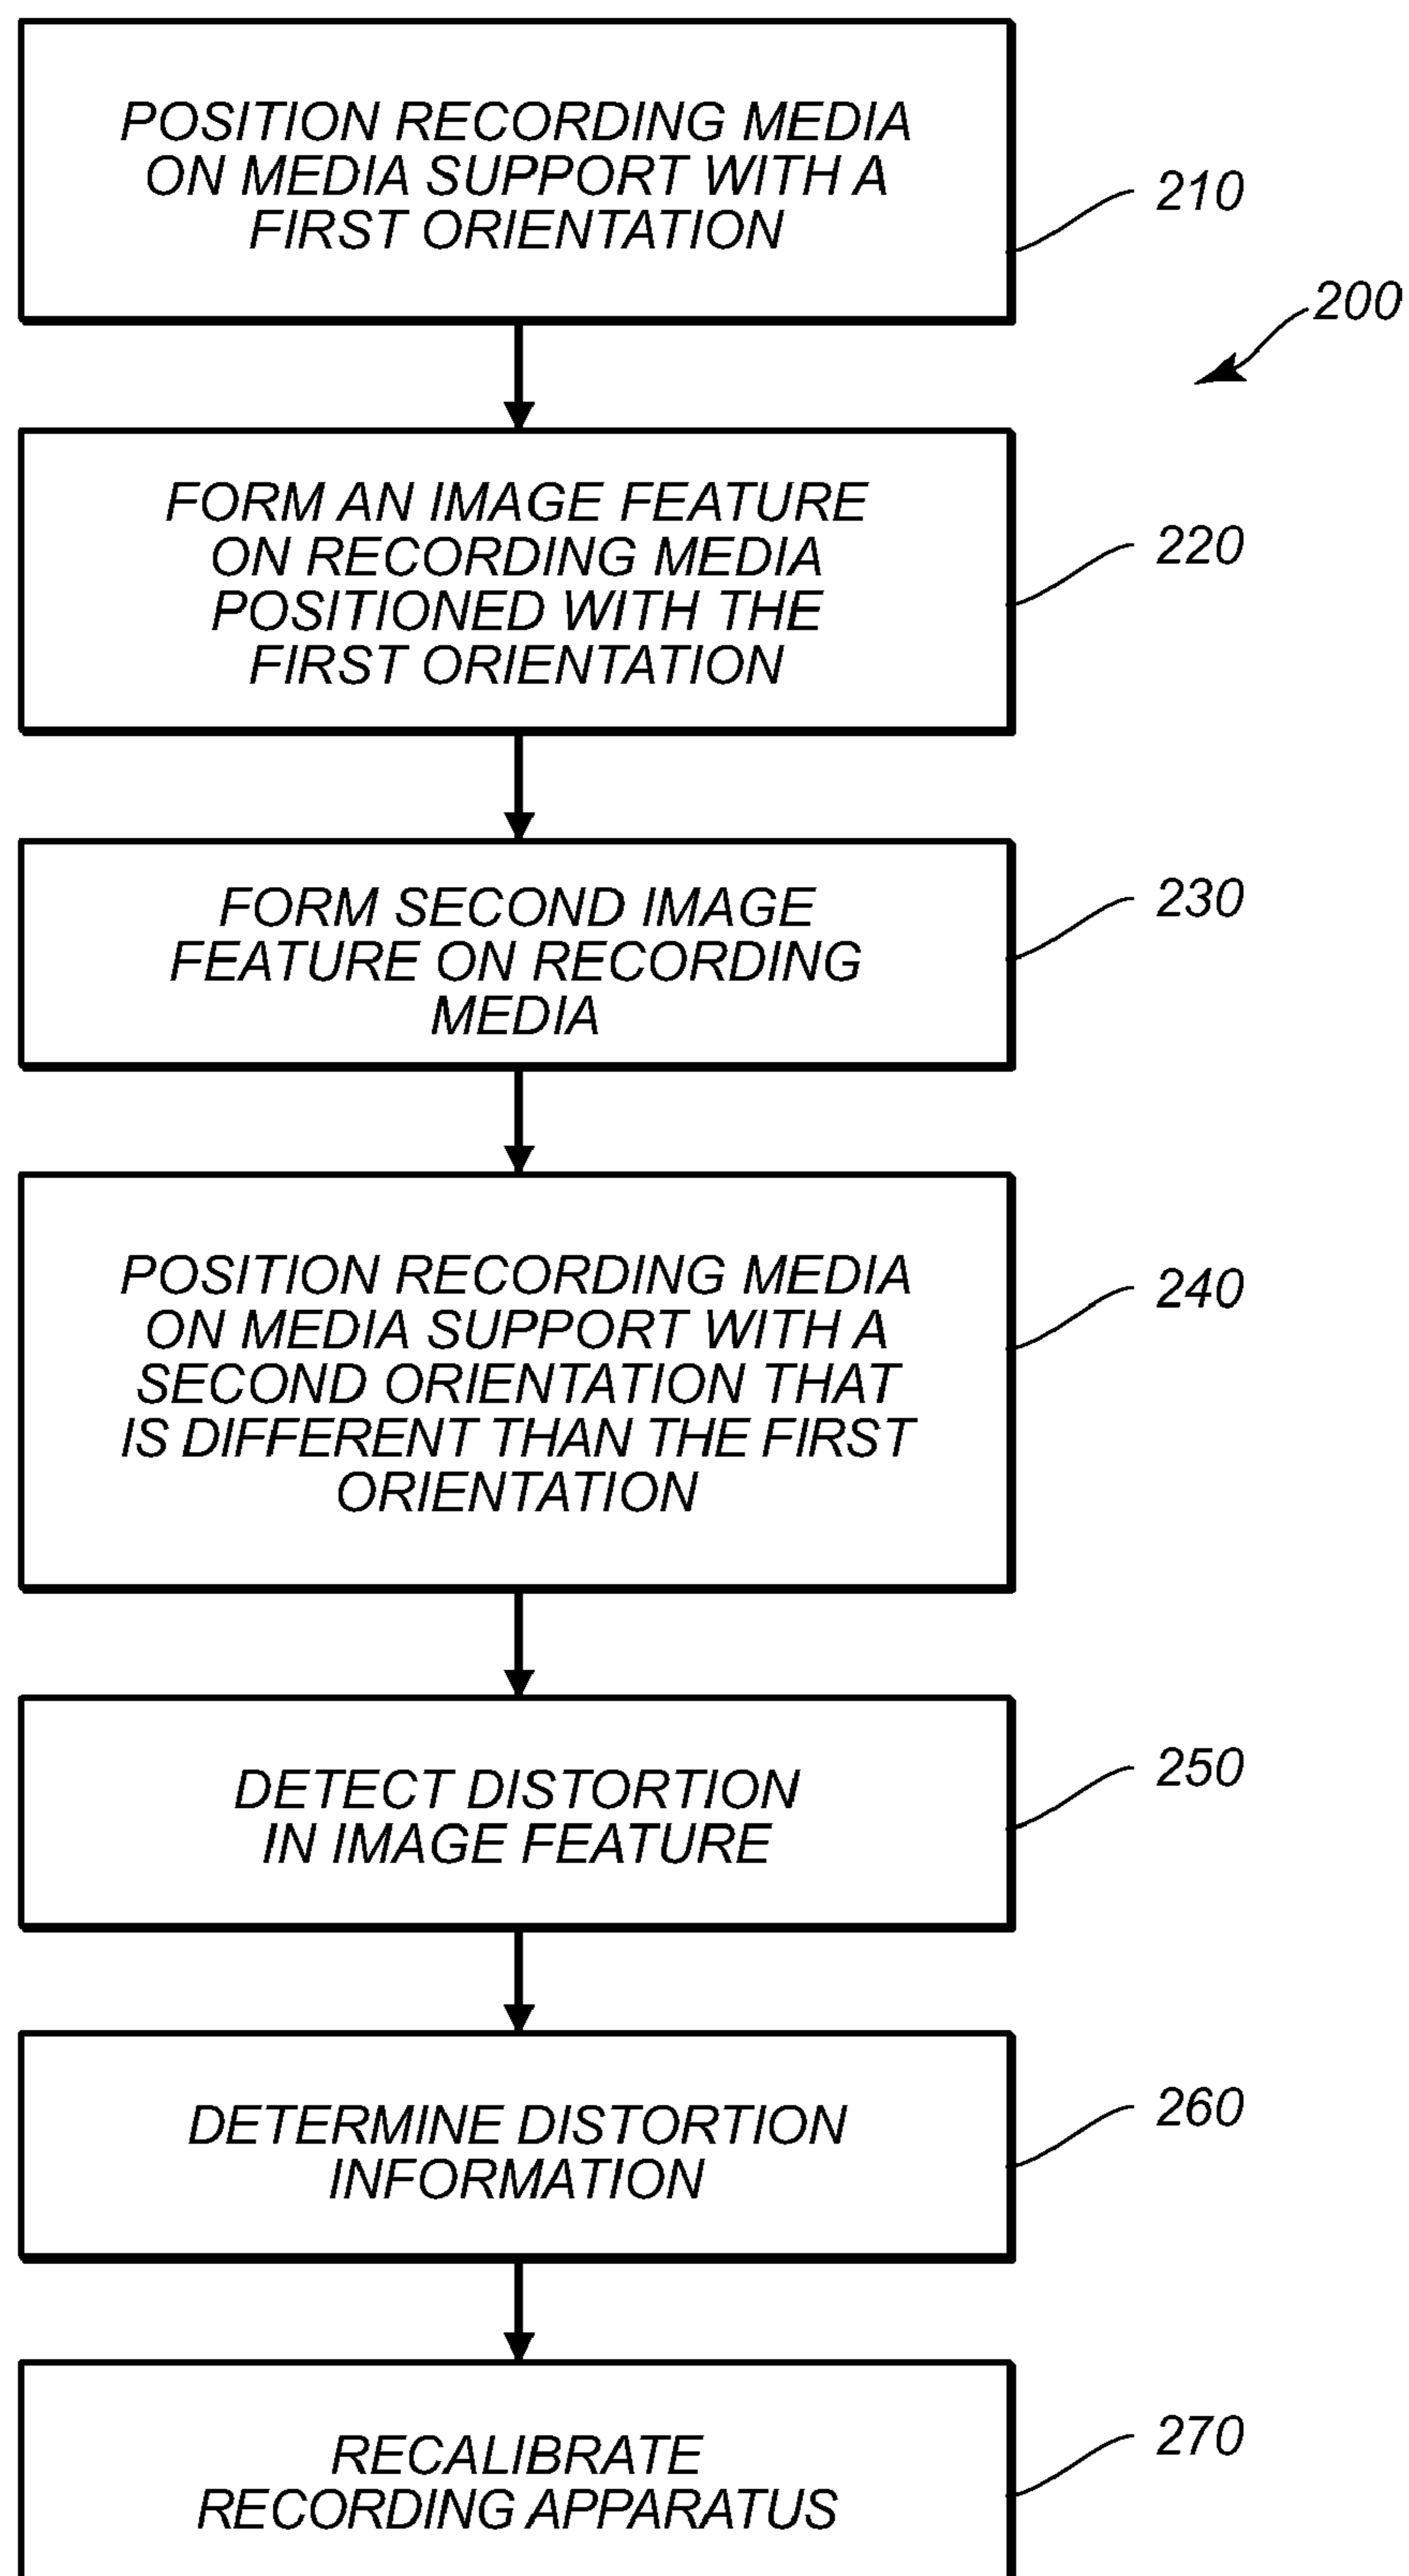 POSITION RECORDING MEDIA
ON MEDIA SUPPORT WITH A
FIRST ORIENTATION
210
200
FORM AN IMAGE FEATURE
ON RECORDING MEDIA
POSITIONED WITH THE
FIRST ORIENTATION
220
FORM SECOND IMAGE
FEATURE ON RECORDING
MEDIA
230
POSITION RECORDING MEDIA
ON MEDIA SUPPORT WITH A
SECOND ORIENTATION THAT
IS DIFFERENT THAN THE FIRST
ORIENTATION
240
DETECT DISTORTION
IN IMAGE FEATURE
250
DETERMINE DISTORTION
INFORMATION
260
RECALIBRATE
RECORDING APPARATUS
270